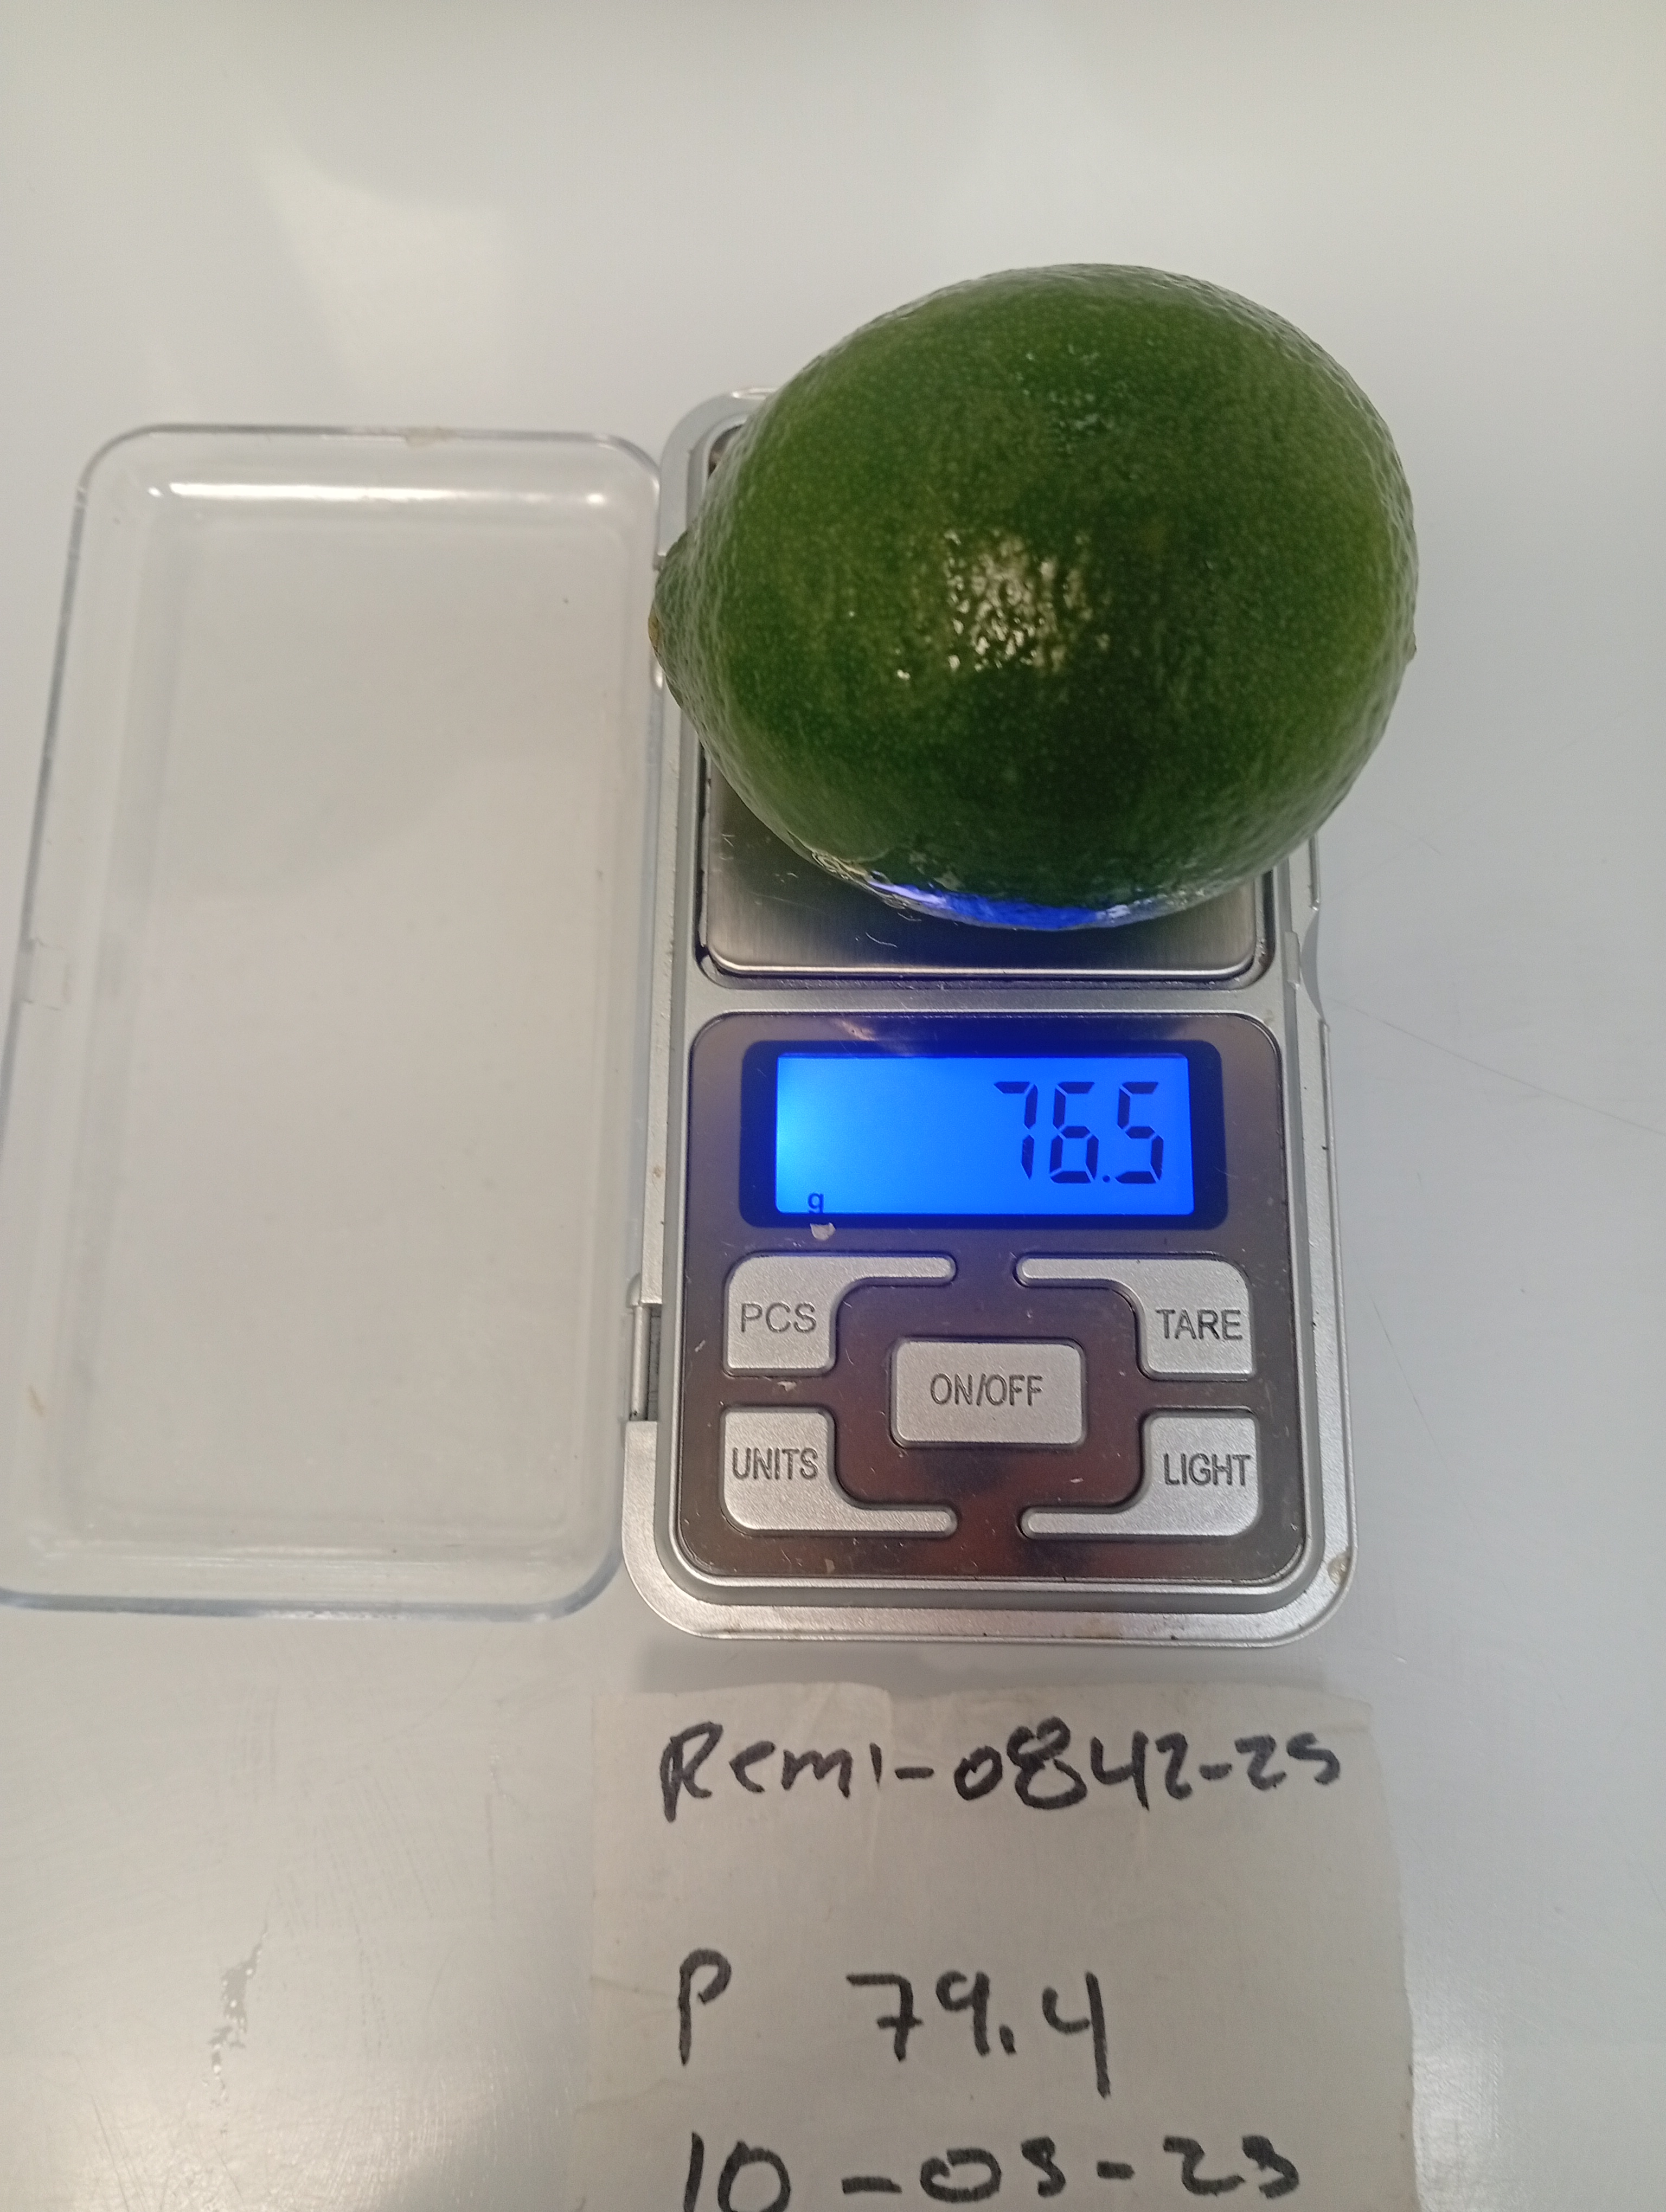 76.5
g
PCS
TARE
ON/OFF
UNITS
LIGHT
Remi-0842-25
P 79.4
10-03-23